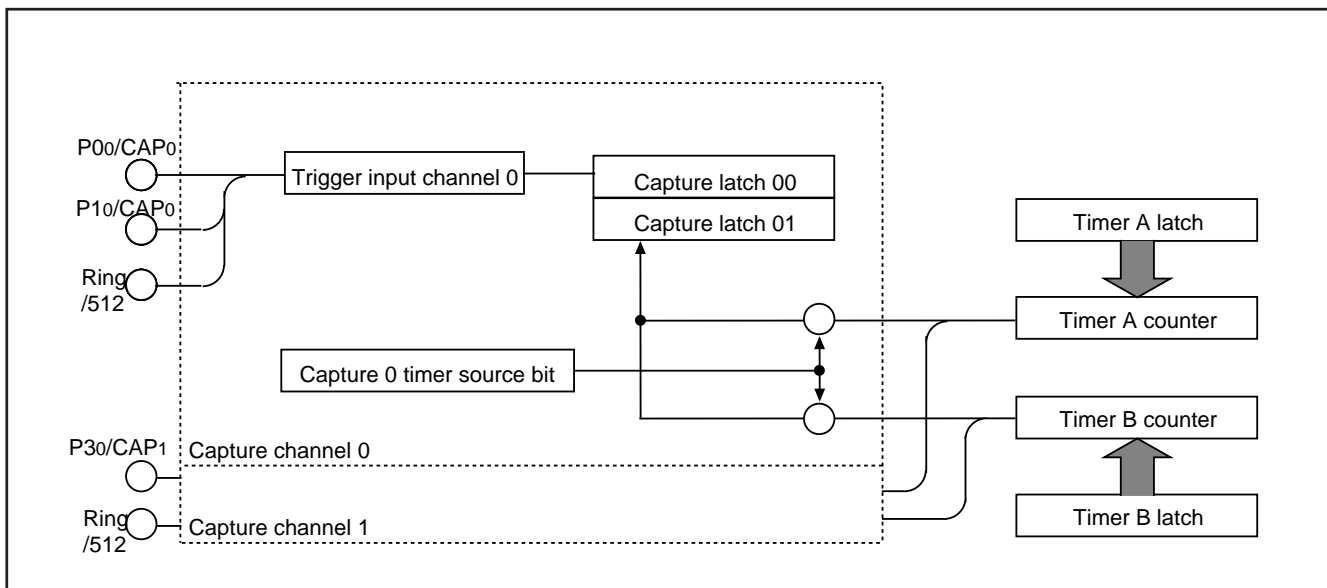 P00/CAP0
Trigger input channel 0
Capture latch 00
P10/CAP0
Capture latch 01
Timer A latch
Ring
/512
Timer A counter
Capture 0 timer source bit
Timer B counter
P30/CAP1
Capture channel 0
Ring
/512
Capture channel 1
Timer B latch